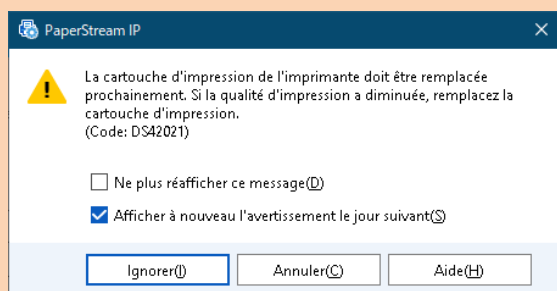 PaperStream IP
La cartouche d'impression de l'imprimante doit être remplacée
prochainement. Si la qualité d'impression a diminuée, remplacez la
cartouche d'impression.
(Code: DS42021)
Ne plus réafficher ce message(D)
Afficher à nouveau l'avertissement le jour suivant(S)
Ignorer(I)
Annuler(C)
Aide(H)